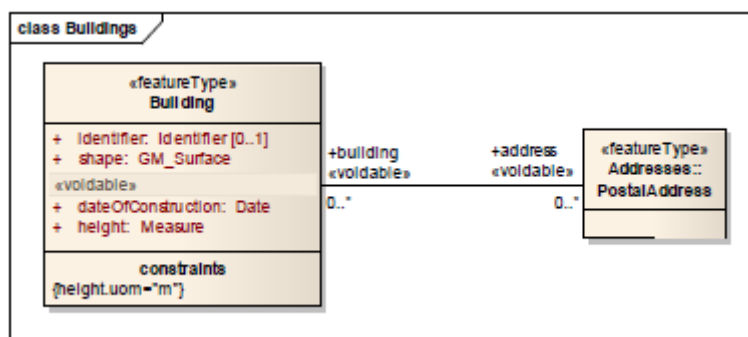 class Buildings
«featureType»
Building
+ identifier: Identifier [0..1]
+ shape: GM_Surface
«voidable»
+ dateOfConstruction: Date
+ height: Measure
constraints
{height.uom="m"}
+building
«voidable»
0..*
+address
«voidable»
0..*
«featureType»
Addresses::
PostalAddress